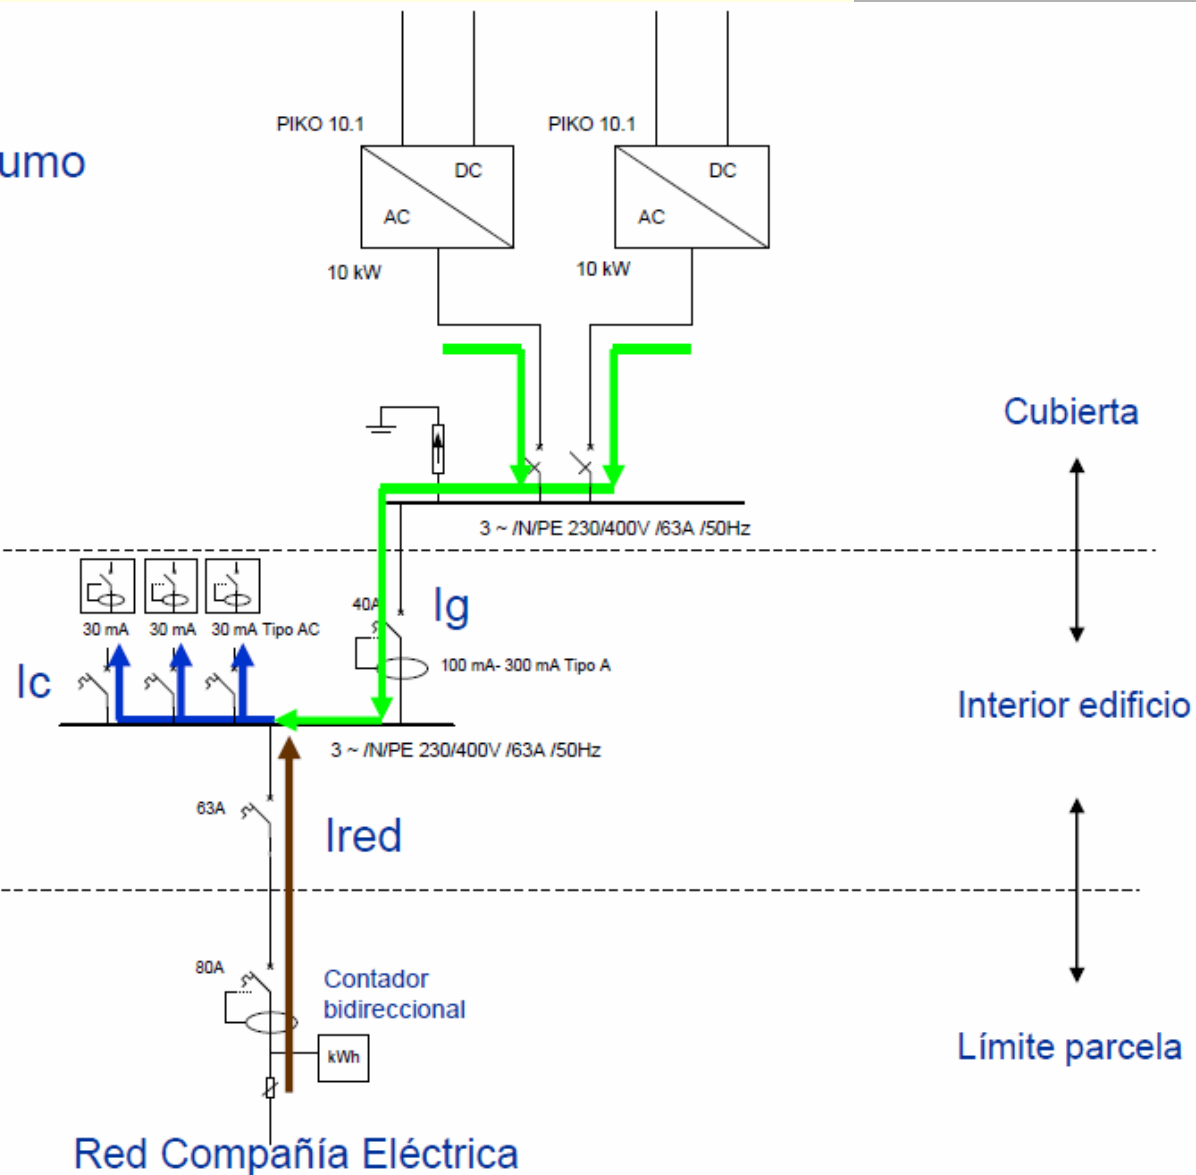 PIKO 10.1
PIKO 10.1
umo
DC
DC
AC
AC
10 kW
10 kW
Cubierta
3 ~ /N/PE 230/400V /63A /50Hz
40A
Ig
30 mA
30 mA
30 mA Tipo AC
100 mA- 300 mA Tipo A
Ic
Interior edificio
3 ~ /N/PE 230/400V /63A /50Hz
63A
Ired
80A
Contador
bidireccional
kWh
Límite parcela
Red Compañía Eléctrica